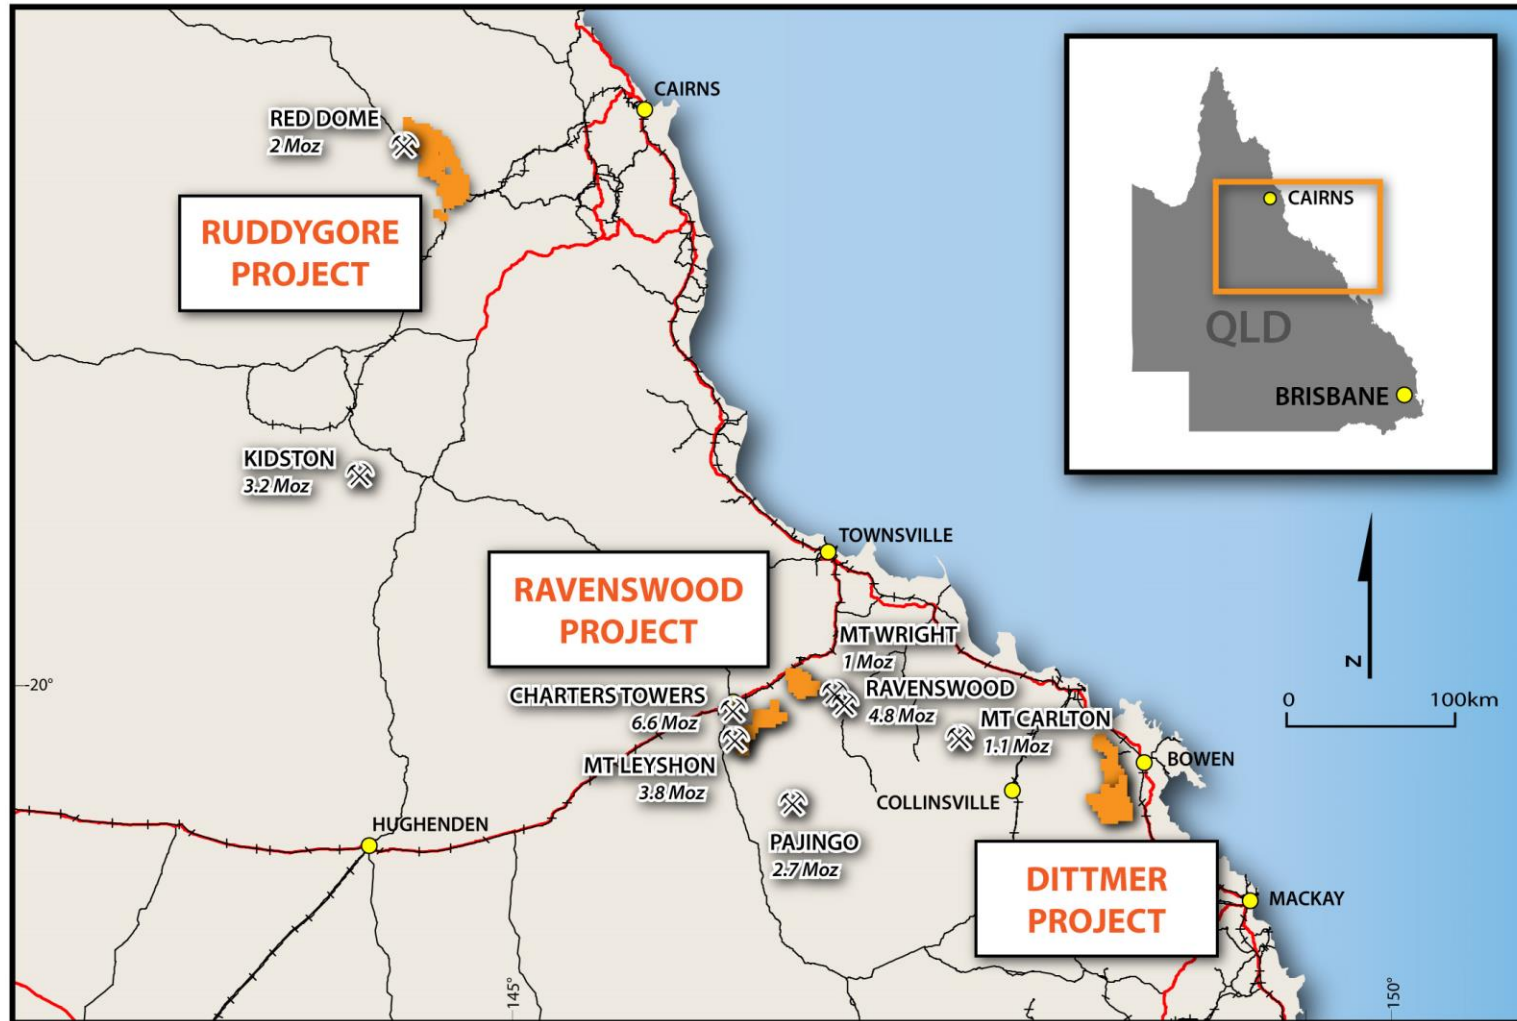 CAIRNS
RED DOME
2 Moz
RUDDYGORE
PROJECT
KIDSTON
3.2 Moz
TOWNSVILLE
RAVENSWOOD
PROJECT
MT WRIGHT
1 Moz
CHARTERS TOWERS
6.6 Moz
RAVENSWOOD
4.8 Moz
MT CARLTON
1.1 Moz
MT LEYSHON
3.8 Moz
BOWEN
COLLINSVILLE
HUGHENDEN
PAJINGO
2.7 Moz
DITTMER
PROJECT
MACKAY
-20°
145°
150°
CAIRNS
QLD
BRISBANE
N
0 100km